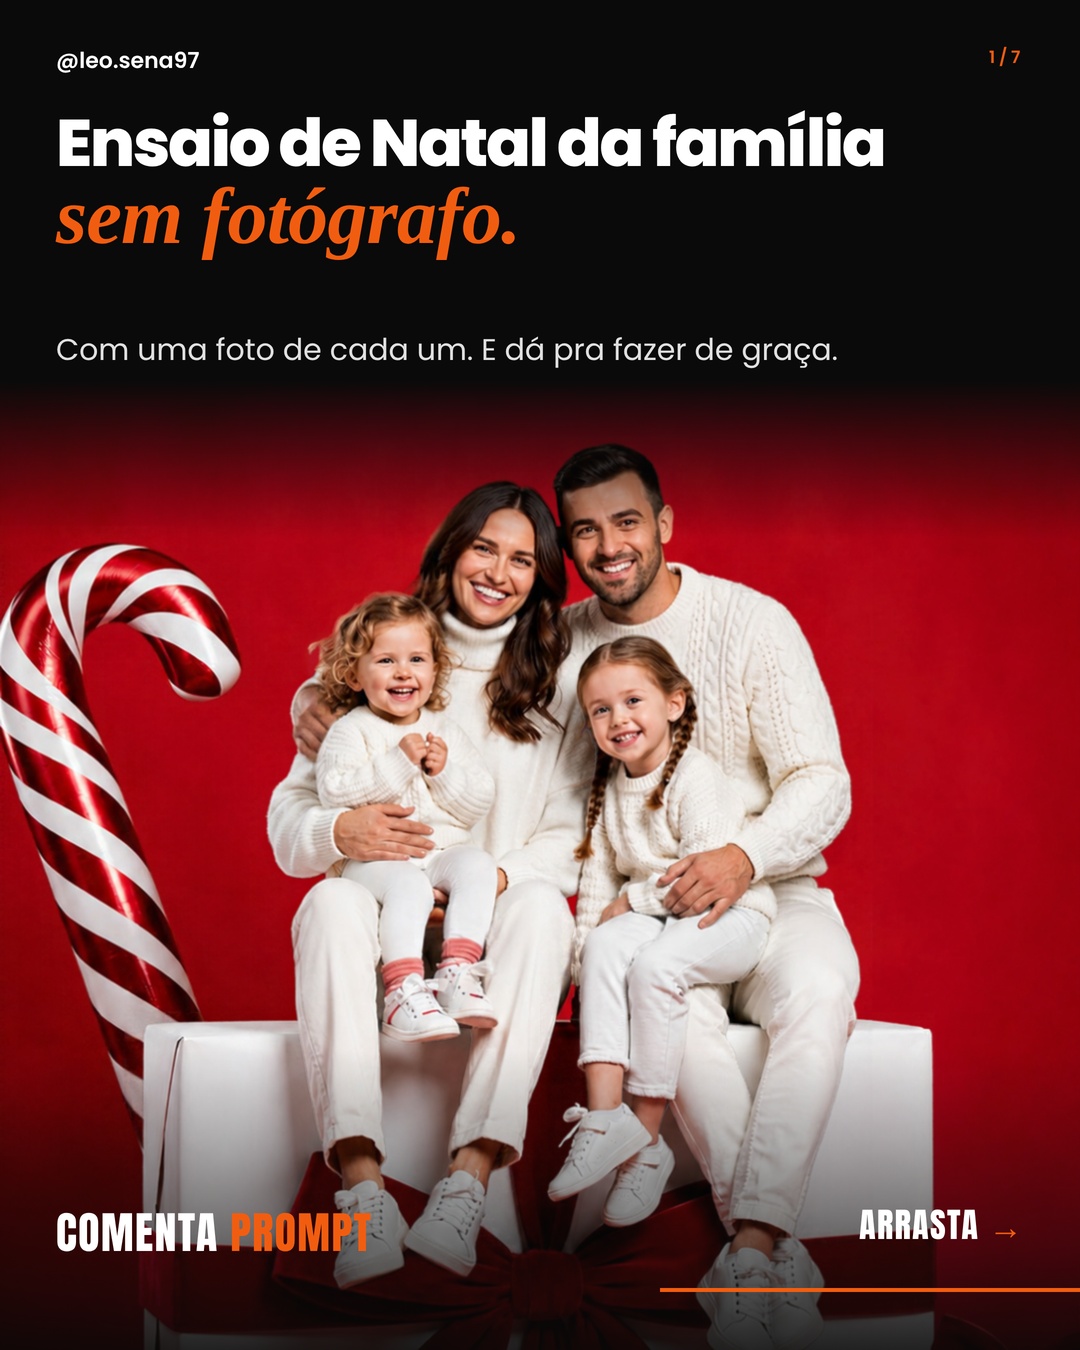 @leo.sena97
1/7
Ensaio de Natal da família
sem fotógrafo.
Com uma foto de cada um. E dá pra fazer de graça.
COMENTA PROMPT
ARRASTA →